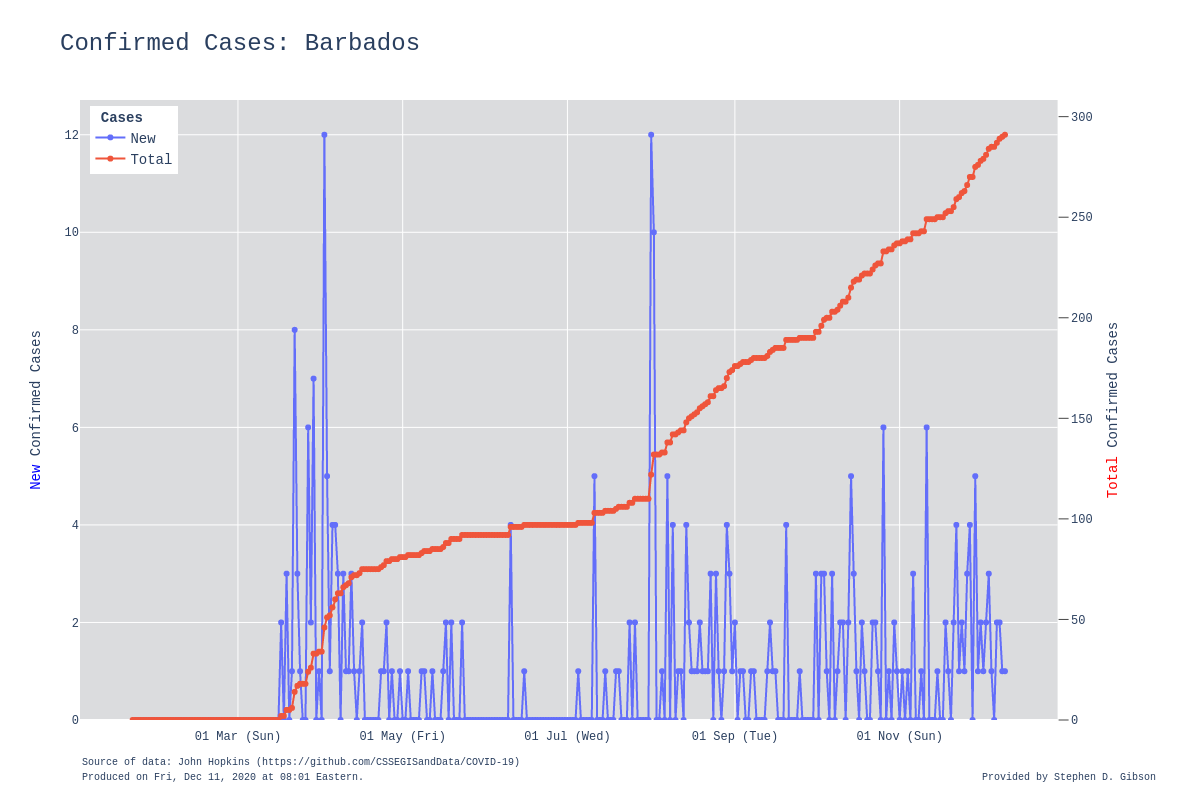 Confirmed Cases: Barbados
Cases
New
Total
12
10
8
6
4
2
0
300
250
200
150
100
50
0
New Confirmed Cases
Total Confirmed Cases
01 Mar (Sun) 01 May (Fri) 01 Jul (Wed) 01 Sep (Tue) 01 Nov (Sun)
Source of data: John Hopkins (https://github.com/CSSEGISandData/COVID-19)
Produced on Fri, Dec 11, 2020 at 08:01 Eastern.
Provided by Stephen D. Gibson